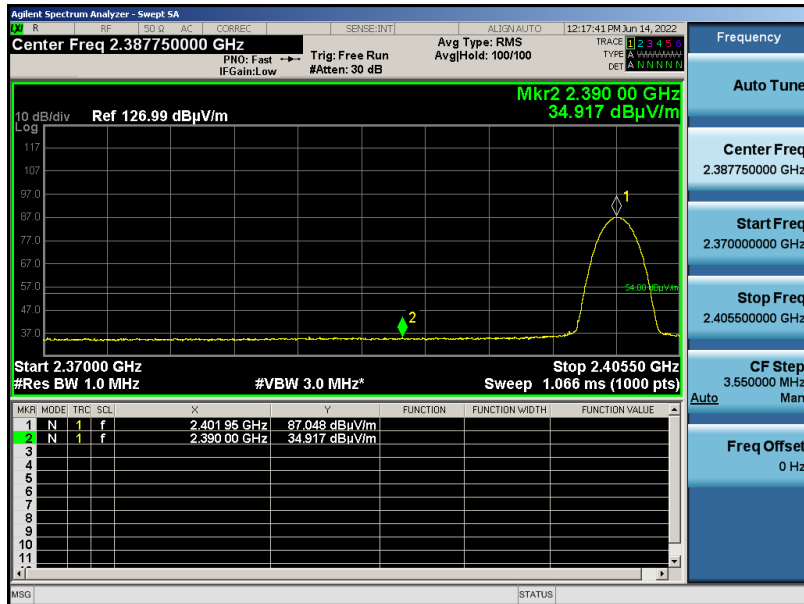 Agilent Spectrum Analyzer - Swept SA
LXI R RF 50 Ω AC CORREC SENSE:INT ALIGN AUTO 12:17:41 PM Jun 14, 2022
Center Freq 2.387750000 GHz
PNO: Fast
IFGain:Low
Trig: Free Run
#Atten: 30 dB
Avg Type: RMS
Avg|Hold: 100/100
TRACE 1 2 3 4 5 6
TYPE A WWWWW
DET A N N N N N
Mkr2 2.390 00 GHz
34.917 dBµV/m
10 dB/div Ref 126.99 dBµV/m
Log
117
107
97.0
87.0
77.0
67.0
57.0
47.0
37.0
1
54.00 dBµV/m
2
Start 2.37000 GHz Stop 2.40550 GHz
#Res BW 1.0 MHz #VBW 3.0 MHz* Sweep 1.066 ms (1000 pts)
MKR MODE TRC SCL X Y FUNCTION FUNCTION WIDTH FUNCTION VALUE
1 N 1 f 2.401 95 GHz 87.048 dBµV/m
2 N 1 f 2.390 00 GHz 34.917 dBµV/m
3
4
5
6
7
8
9
10
11
MSG STATUS
Frequency
Auto Tune
Center Freq
2.387750000 GHz
Start Freq
2.370000000 GHz
Stop Freq
2.405500000 GHz
CF Step
3.550000 MHz
Auto Man
Freq Offset
0 Hz